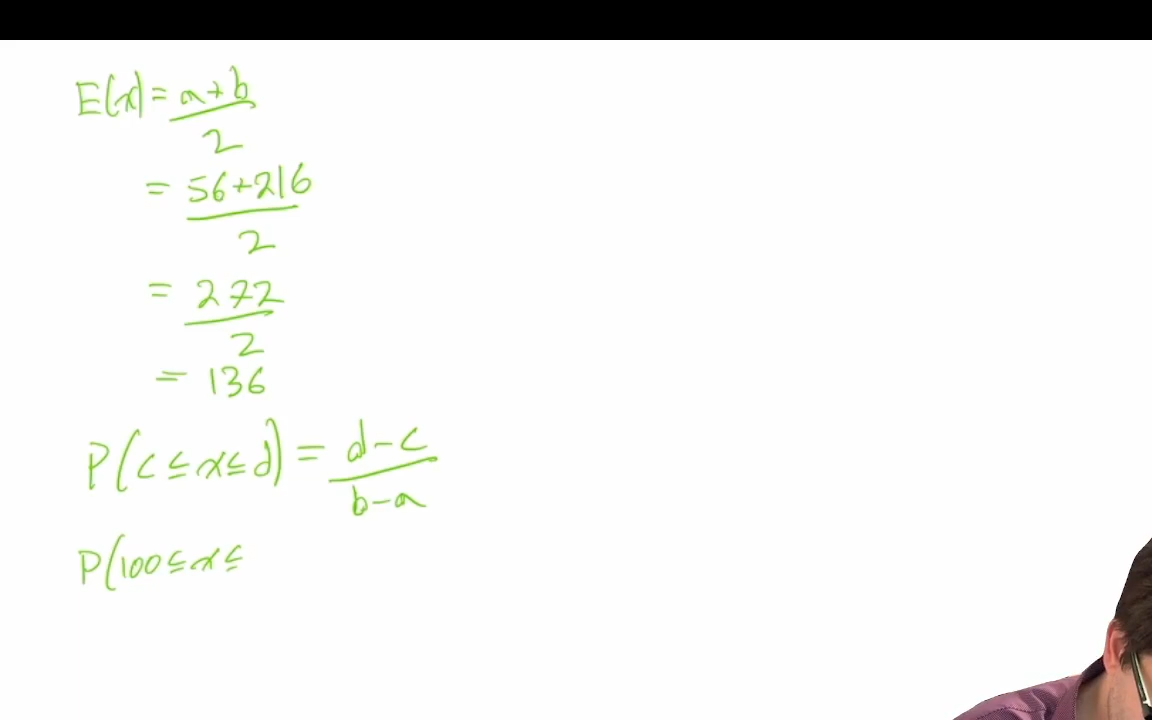 E(x) = a+b
2
= 56+216
2
= 272
2
= 136
P(c ≤ x ≤ d) = d-c
b-a
P(100 ≤ x ≤